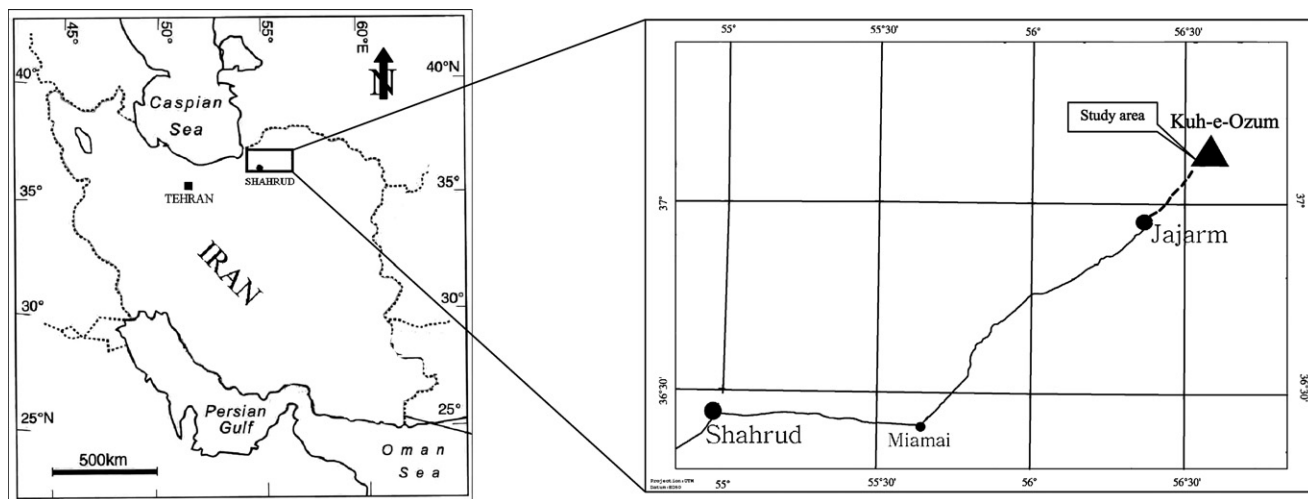 45°
50°
55°
60°E
40°
40°N
N
Caspian
Sea
SHAHRUD
TEHRAN
35°
35°
IRAN
30°
30°
25°N
25°
Persian
Gulf
Oman
Sea
500km
55°
55°30
56°
56°30
Study area
Kuh-e-Ozum
37°
37°
Jajarm
36°30
36°30
Shahrud
Miamai
55°
55°30
56°
56°30